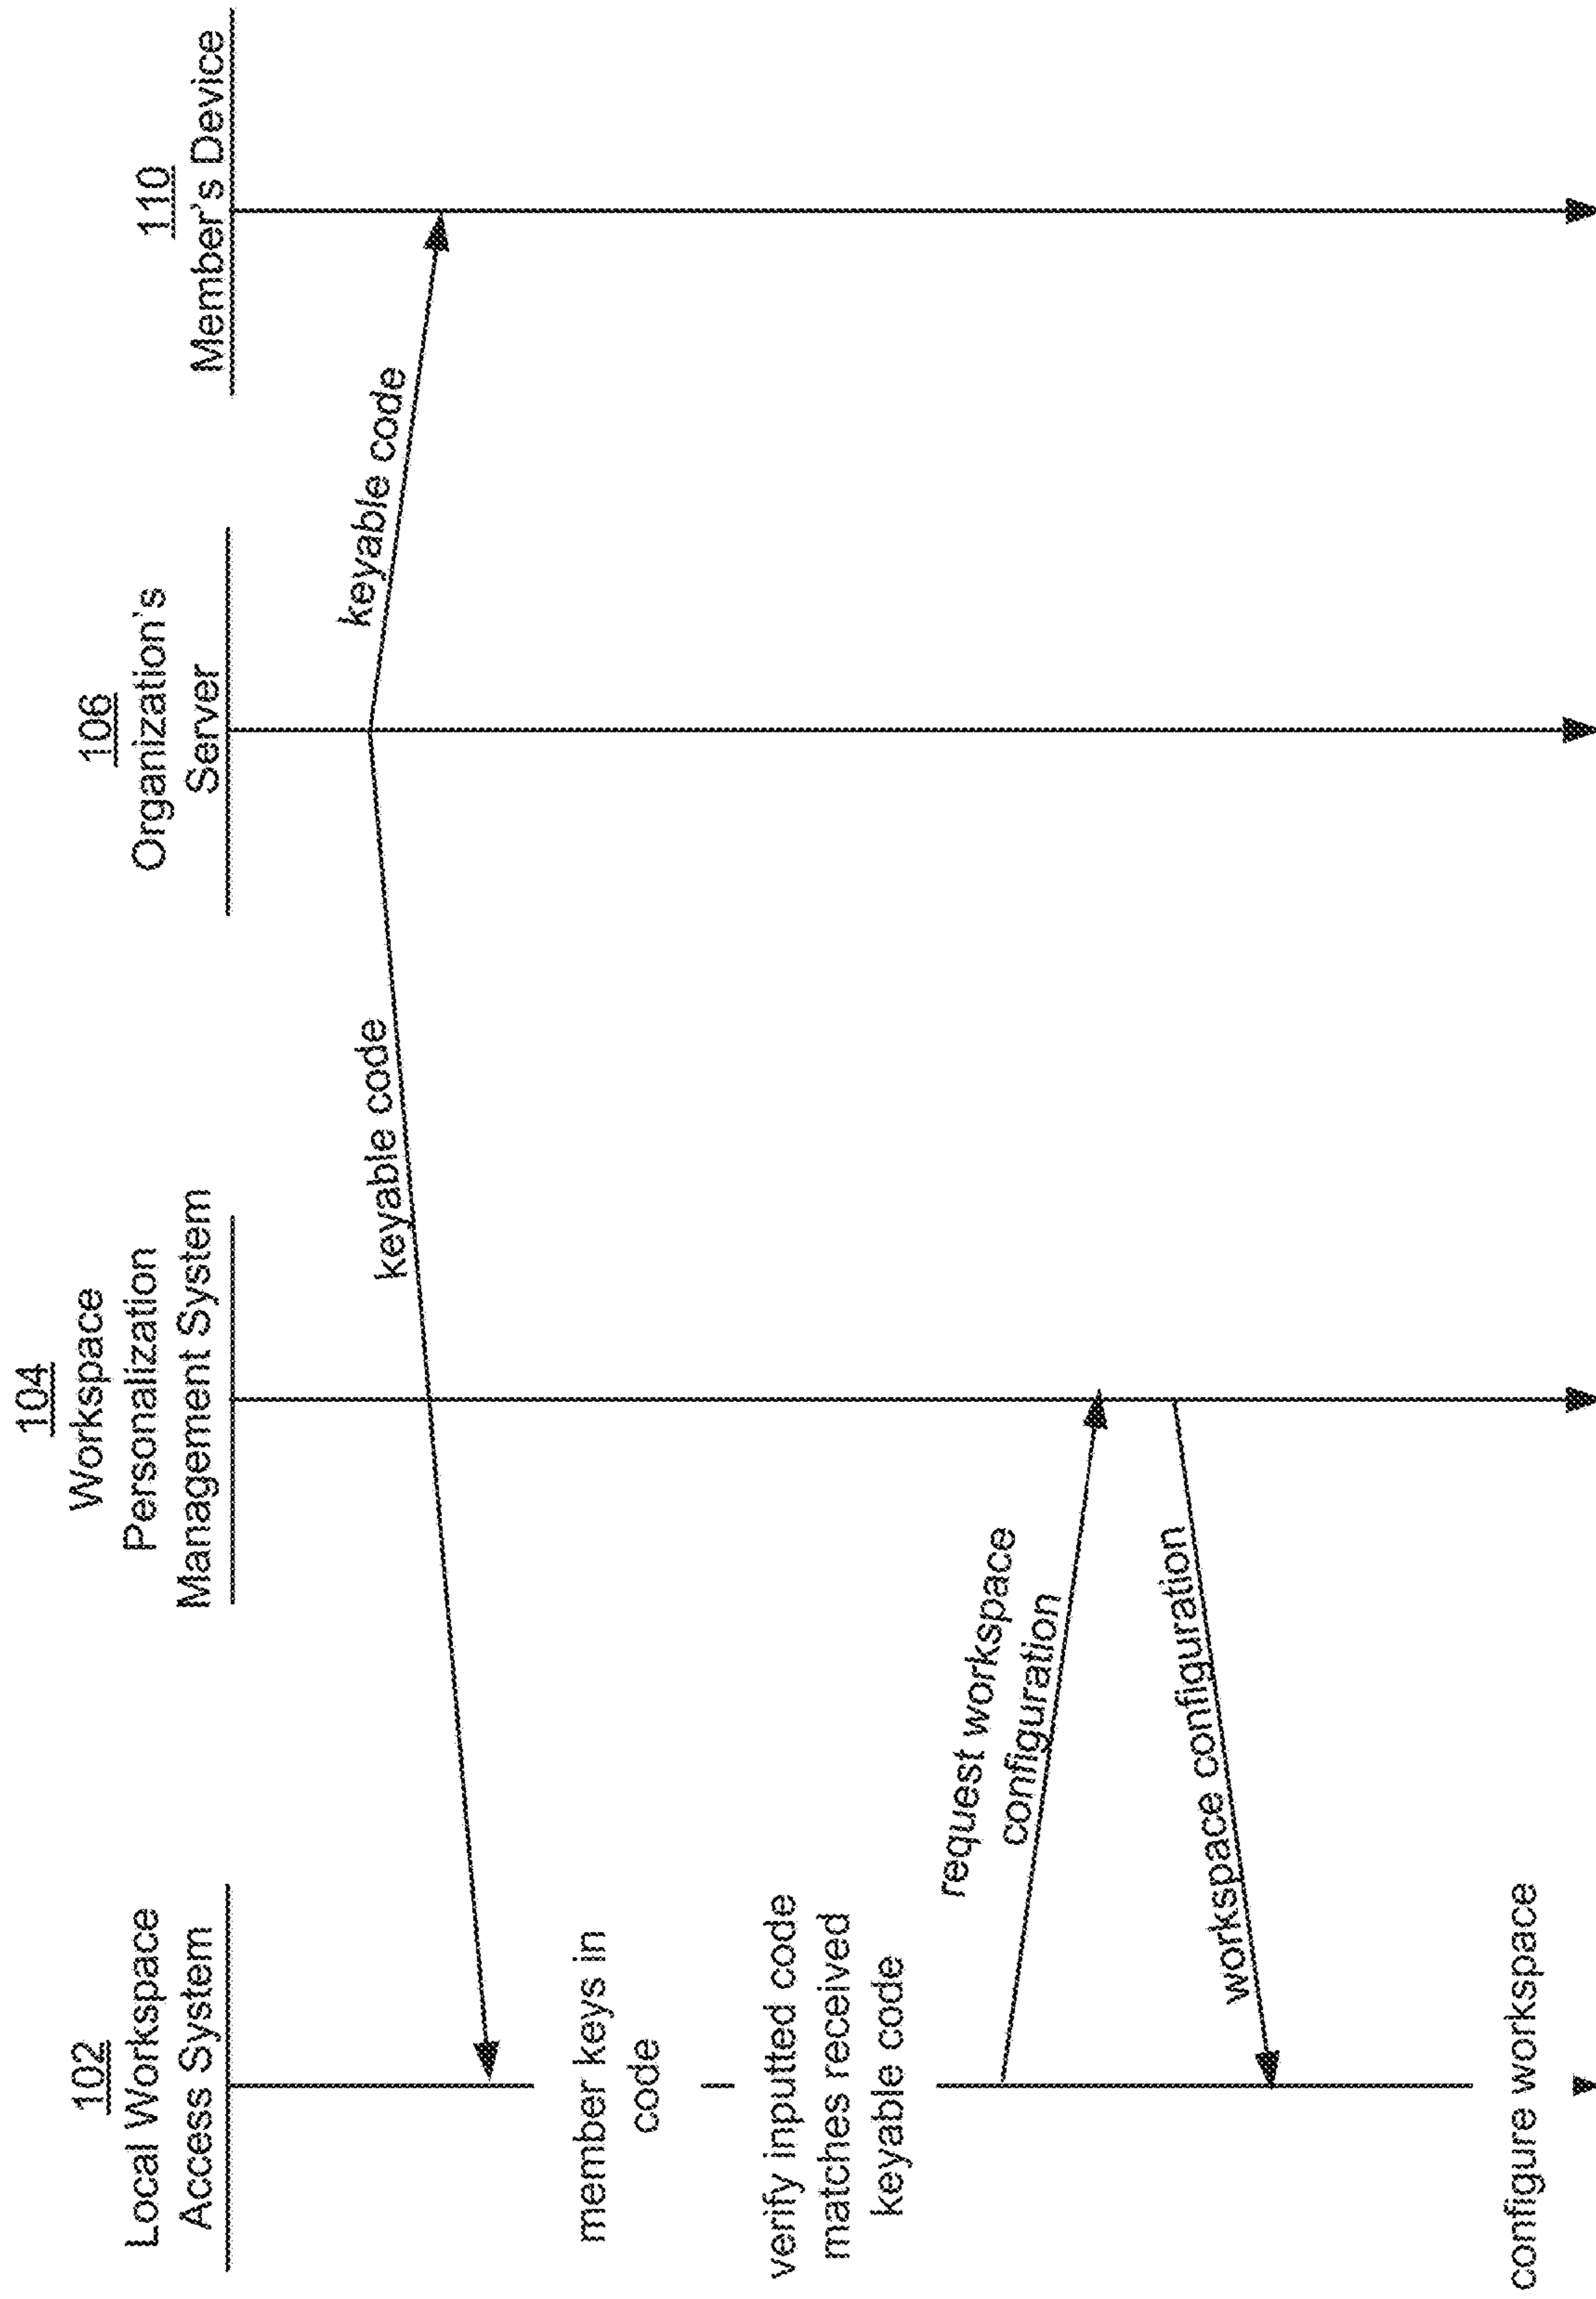 102
Local Workspace
Access System
104
Workspace
Personalization
Management System
106
Organization's
Server
110
Member's Device
keyable code
keyable code
member keys in
code
verify inputted code
matches received
keyable code
request workspace
configuration
workspace configuration
configure workspace